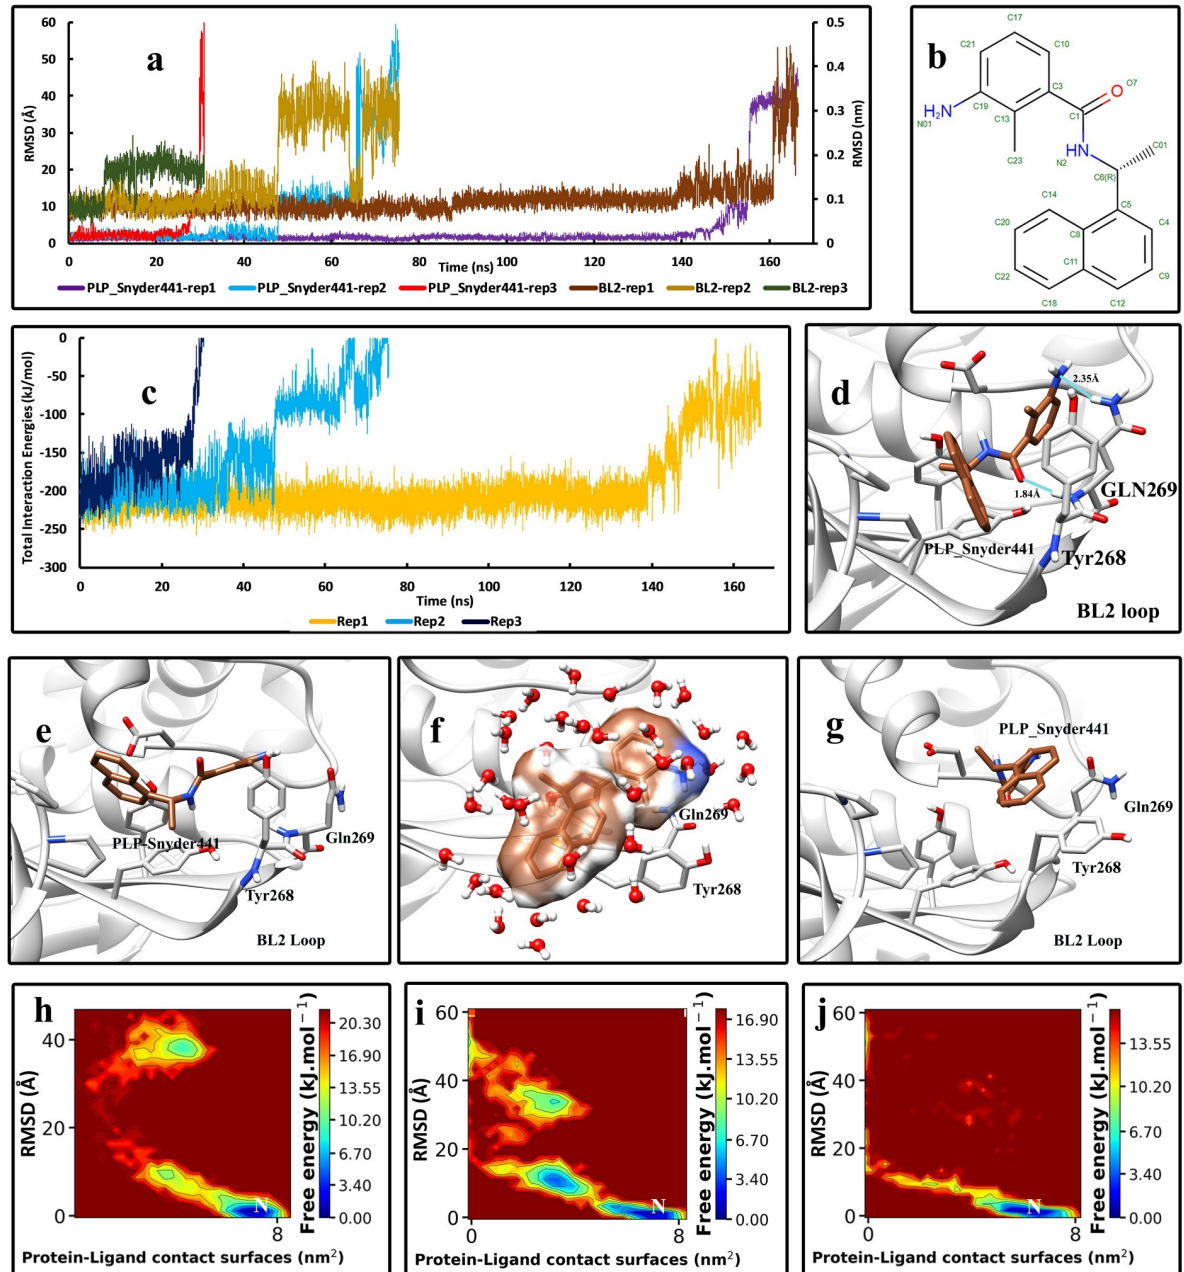 a
RMSD (Å)
60
50
40
30
20
10
0
0.5
0.4
0.3
0.2
0.1
0
RMSD (nm)
0 20 40 60 80 100 120 140 160
Time (ns)
PLP_Snyder441-rep1 PLP_Snyder441-rep2 PLP_Snyder441-rep3 BL2-rep1 BL2-rep2 BL2-rep3
b
C17
C21
C10
C3
O7
H2N
N01
C19
C13
C1
C23
HN
N2
C01
C6(R)
C14
C5
C20
C8
C4
C22
C11
C9
C18
C12
c
Total Interaction Energies (kJ/mol)
0
-50
-100
-150
-200
-250
-300
0 20 40 60 80 100 120 140 160
Time (ns)
Rep1 Rep2 Rep3
d
2.35Å
1.84Å
GLN269
PLP_Snyder441
Tyr268
BL2 loop
e
PLP-Snyder441
Gln269
Tyr268
BL2 Loop
f
Gln269
Tyr268
g
PLP_Snyder441
Gln269
Tyr268
BL2 Loop
h
RMSD (Å)
40
20
0
N
8
Protein-Ligand contact surfaces (nm²)
Free energy (kJ.mol⁻¹)
20.30
16.90
13.55
10.20
6.70
3.40
0.00
i
RMSD (Å)
60
40
20
0
N
0 8
Protein-Ligand contact surfaces (nm²)
Free energy (kJ.mol⁻¹)
16.90
13.55
10.20
6.70
3.40
0.00
j
RMSD (Å)
60
40
20
0
N
0 8
Protein-Ligand contact surfaces (nm²)
Free energy (kJ.mol⁻¹)
13.55
10.20
6.70
3.40
0.00